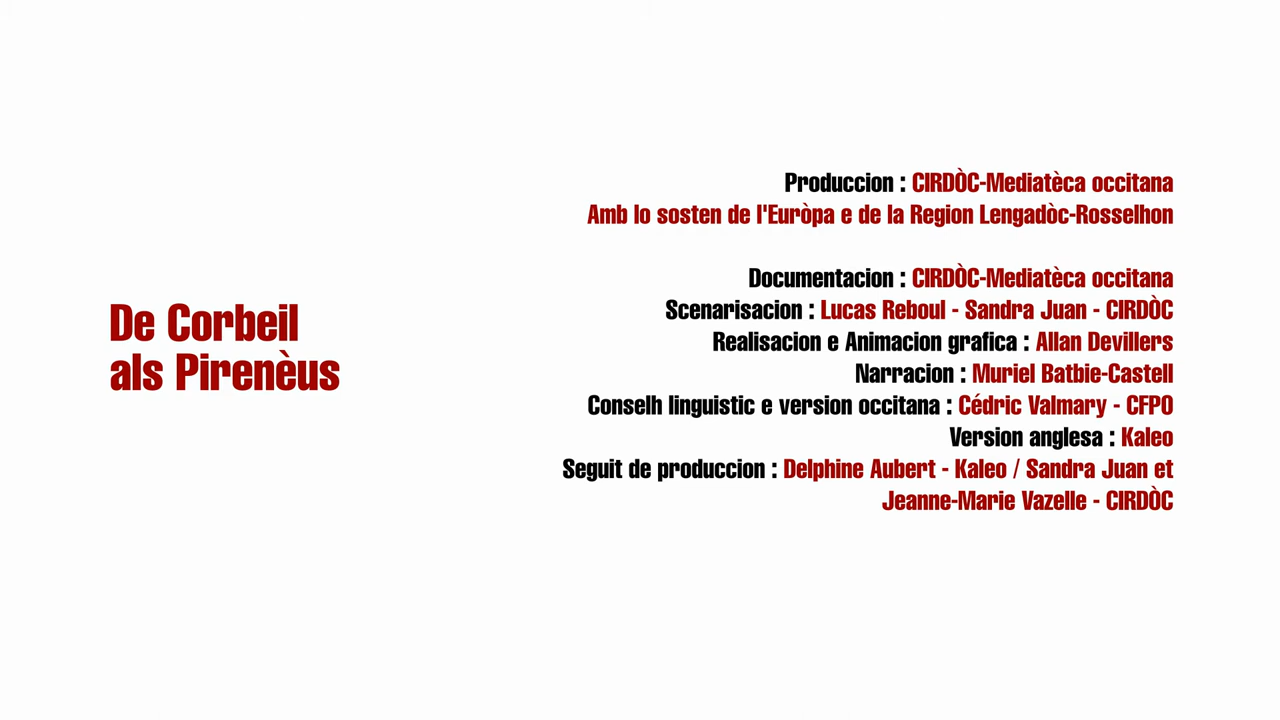 De Corbeil
als Pirenèus
Produccion : CIRDÒC-Mediatèca occitana
Amb lo sosten de l'Euròpa e de la Region Lengadòc-Rosselhon
Documentacion : CIRDÒC-Mediatèca occitana
Scenarisacion : Lucas Reboul - Sandra Juan - CIRDÒC
Realisacion e Animacion grafica : Allan Devillers
Narracion : Muriel Batbie-Castell
Conselh linguistic e version occitana : Cédric Valmary - CFPO
Version anglesa : Kaleo
Seguit de produccion : Delphine Aubert - Kaleo / Sandra Juan et
Jeanne-Marie Vazelle - CIRDÒC